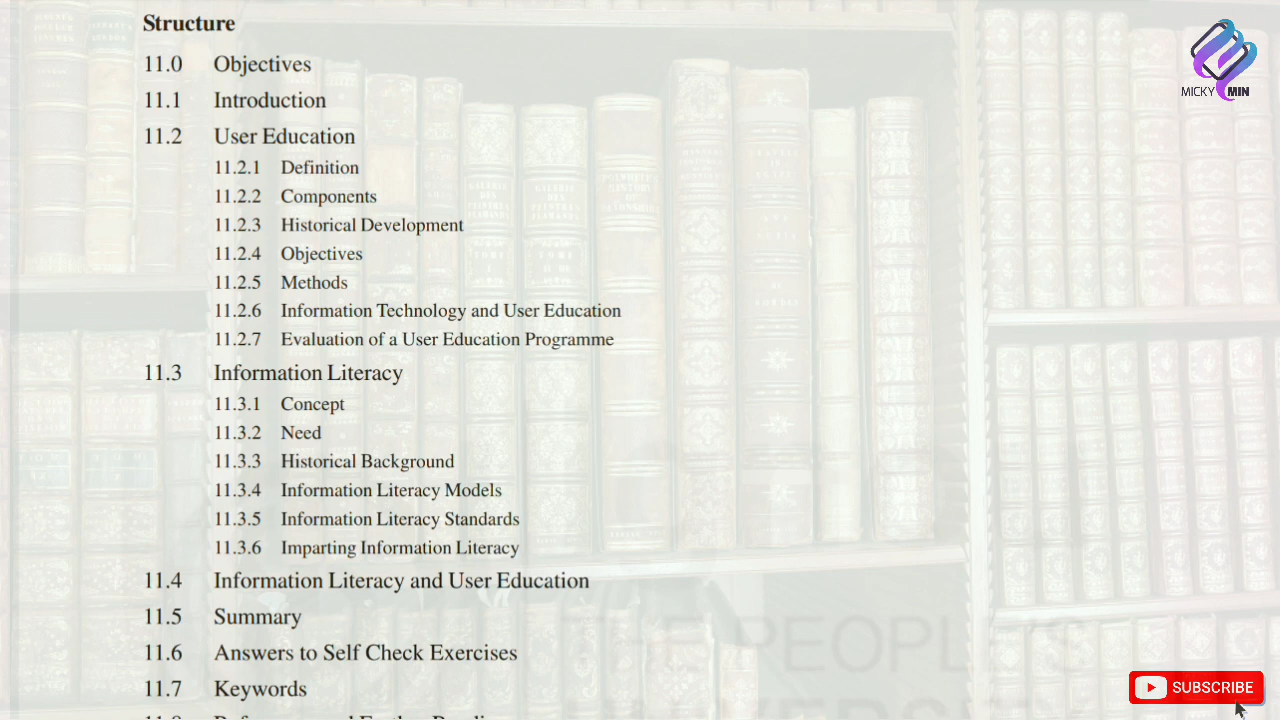 Structure
11.0 Objectives
11.1 Introduction
11.2 User Education
11.2.1 Definition
11.2.2 Components
11.2.3 Historical Development
11.2.4 Objectives
11.2.5 Methods
11.2.6 Information Technology and User Education
11.2.7 Evaluation of a User Education Programme
11.3 Information Literacy
11.3.1 Concept
11.3.2 Need
11.3.3 Historical Background
11.3.4 Information Literacy Models
11.3.5 Information Literacy Standards
11.3.6 Imparting Information Literacy
11.4 Information Literacy and User Education
11.5 Summary
11.6 Answers to Self Check Exercises
11.7 Keywords
MICKY MIN
THE PEOPLE'S
SUBSCRIBE